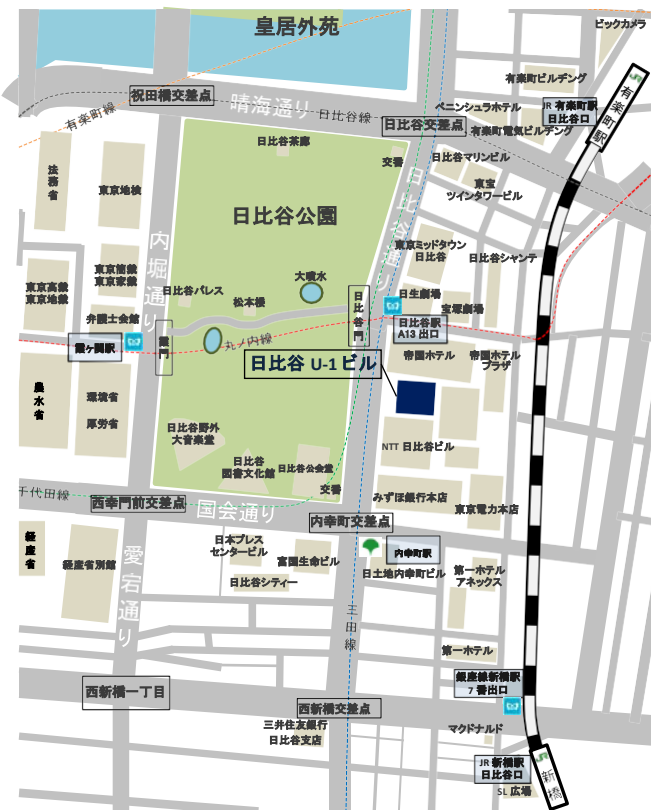 皇居外苑
ビックカメラ
有楽町ビルヂング
JR
有楽町駅
JR 有楽町駅
日比谷口
祝田橋交差点
晴海通り
日比谷線
有楽町線
ペニンシュラホテル
日比谷交差点
有楽町電気ビルヂング
日比谷茶廊
交番
日比谷マリンビル
法務省
東京地検
東宝
ツインタワービル
日比谷公園
日比谷通り
内堀通り
東京ミッドタウン
日比谷
日比谷シャンテ
東京簡裁
東京家裁
東京高裁
東京地裁
大噴水
日比谷パレス
松本楼
日比谷門
日生劇場
宝塚劇場
弁護士会館
日比谷駅
A13 出口
霞ヶ関駅
霞門
丸ノ内線
日比谷 U-1 ビル
帝国ホテル
帝国ホテル
プラザ
農水省
環境省
厚労省
日比谷野外
大音楽堂
NTT 日比谷ビル
日比谷
図書文化館
日比谷公会堂
交番
千代田線
西幸門前交差点
国会通り
みずほ銀行本店
東京電力本店
内幸町交差点
経産省
経産省別館
愛宕通り
日本プレス
センタービル
富国生命ビル
日比谷シティー
内幸町駅
日土地内幸町ビル
第一ホテル
アネックス
三田線
第一ホテル
銀座線新橋駅
7 番出口
西新橋一丁目
西新橋交差点
三井住友銀行
日比谷支店
マクドナルド
JR 新橋駅
日比谷口
JR
新橋
SL 広場